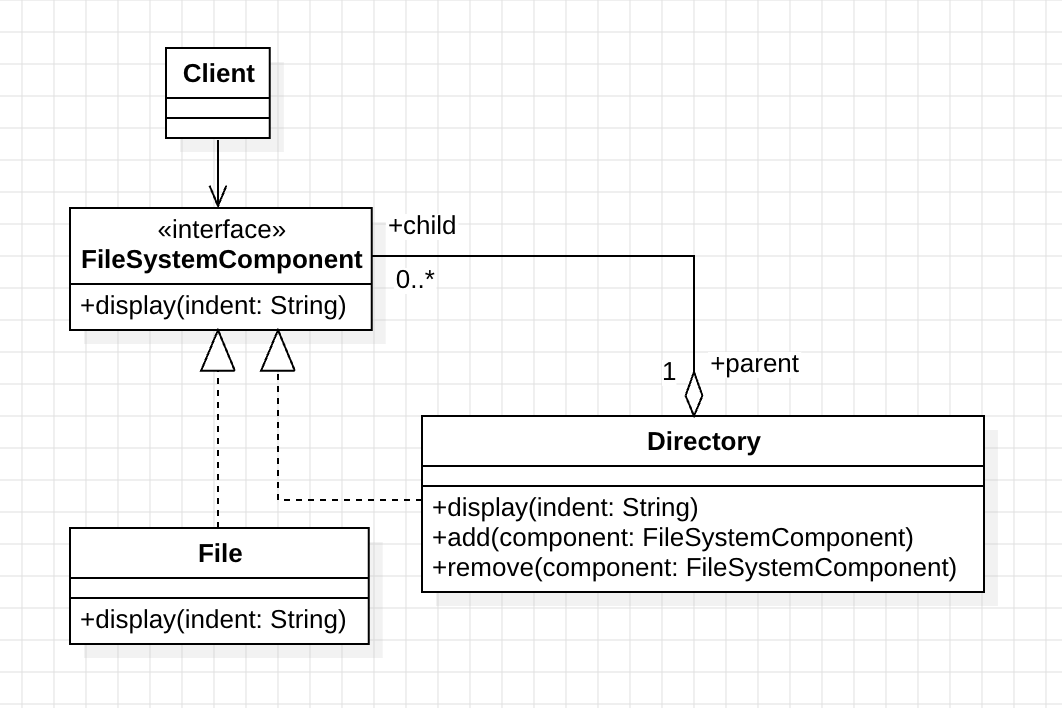 Client
«interface»
FileSystemComponent
+display(indent: String)
+child
0..*
1
+parent
Directory
+display(indent: String)
+add(component: FileSystemComponent)
+remove(component: FileSystemComponent)
File
+display(indent: String)